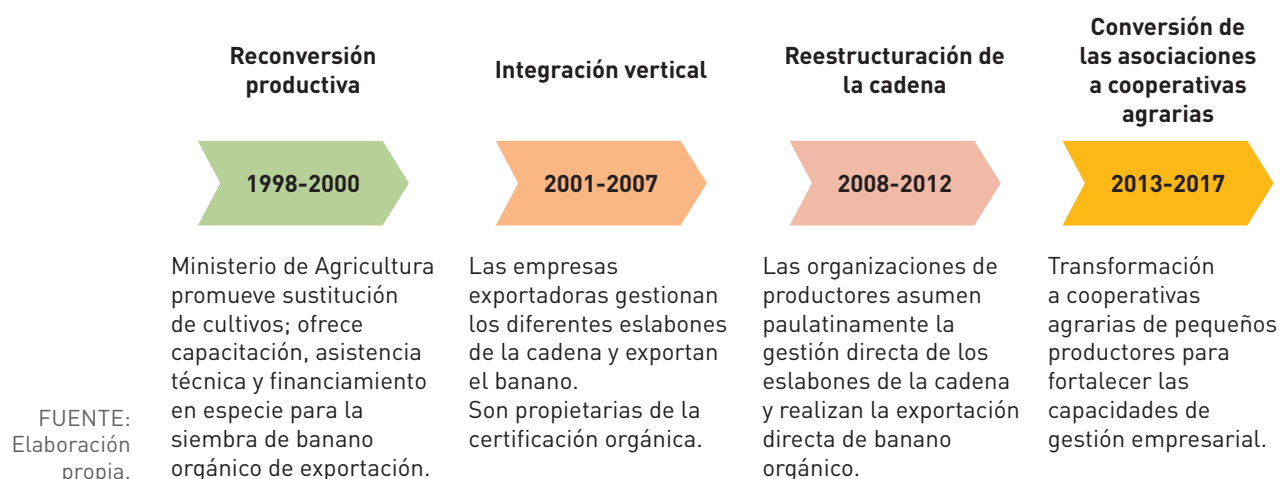 Reconversión
productiva
Integración vertical
Reestructuración de
la cadena
Conversión de
las asociaciones
a cooperativas
agrarias
1998-2000
2001-2007
2008-2012
2013-2017
Ministerio de Agricultura
promueve sustitución
de cultivos; ofrece
capacitación, asistencia
técnica y financiamiento
en especie para la
siembra de banano
orgánico de exportación.
Las empresas
exportadoras gestionan
los diferentes eslabones
de la cadena y exportan
el banano.
Son propietarias de la
certificación orgánica.
Las organizaciones de
productores asumen
paulatinamente la
gestión directa de los
eslabones de la cadena
y realizan la exportación
directa de banano
orgánico.
Transformación
a cooperativas
agrarias de pequeños
productores para
fortalecer las
capacidades de
gestión empresarial.
FUENTE:
Elaboración
propia.